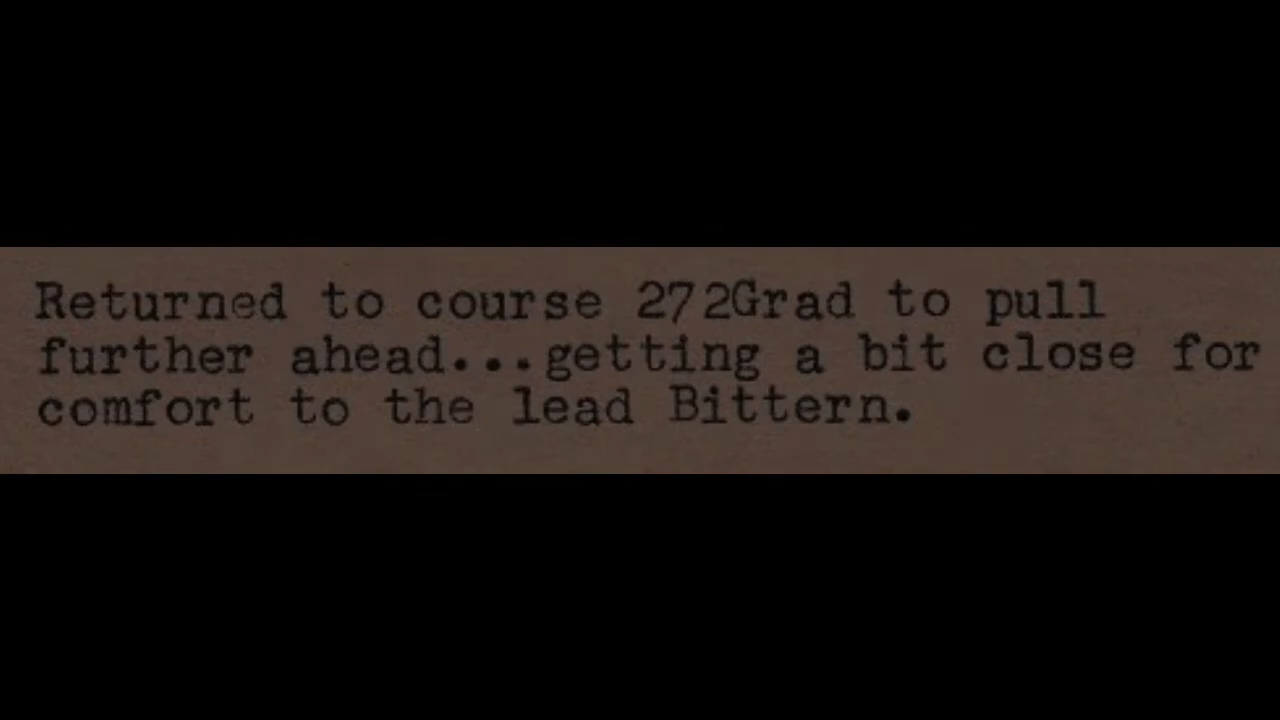 Returned to course 272Grad to pull
further ahead...getting a bit close for
comfort to the lead Bittern.